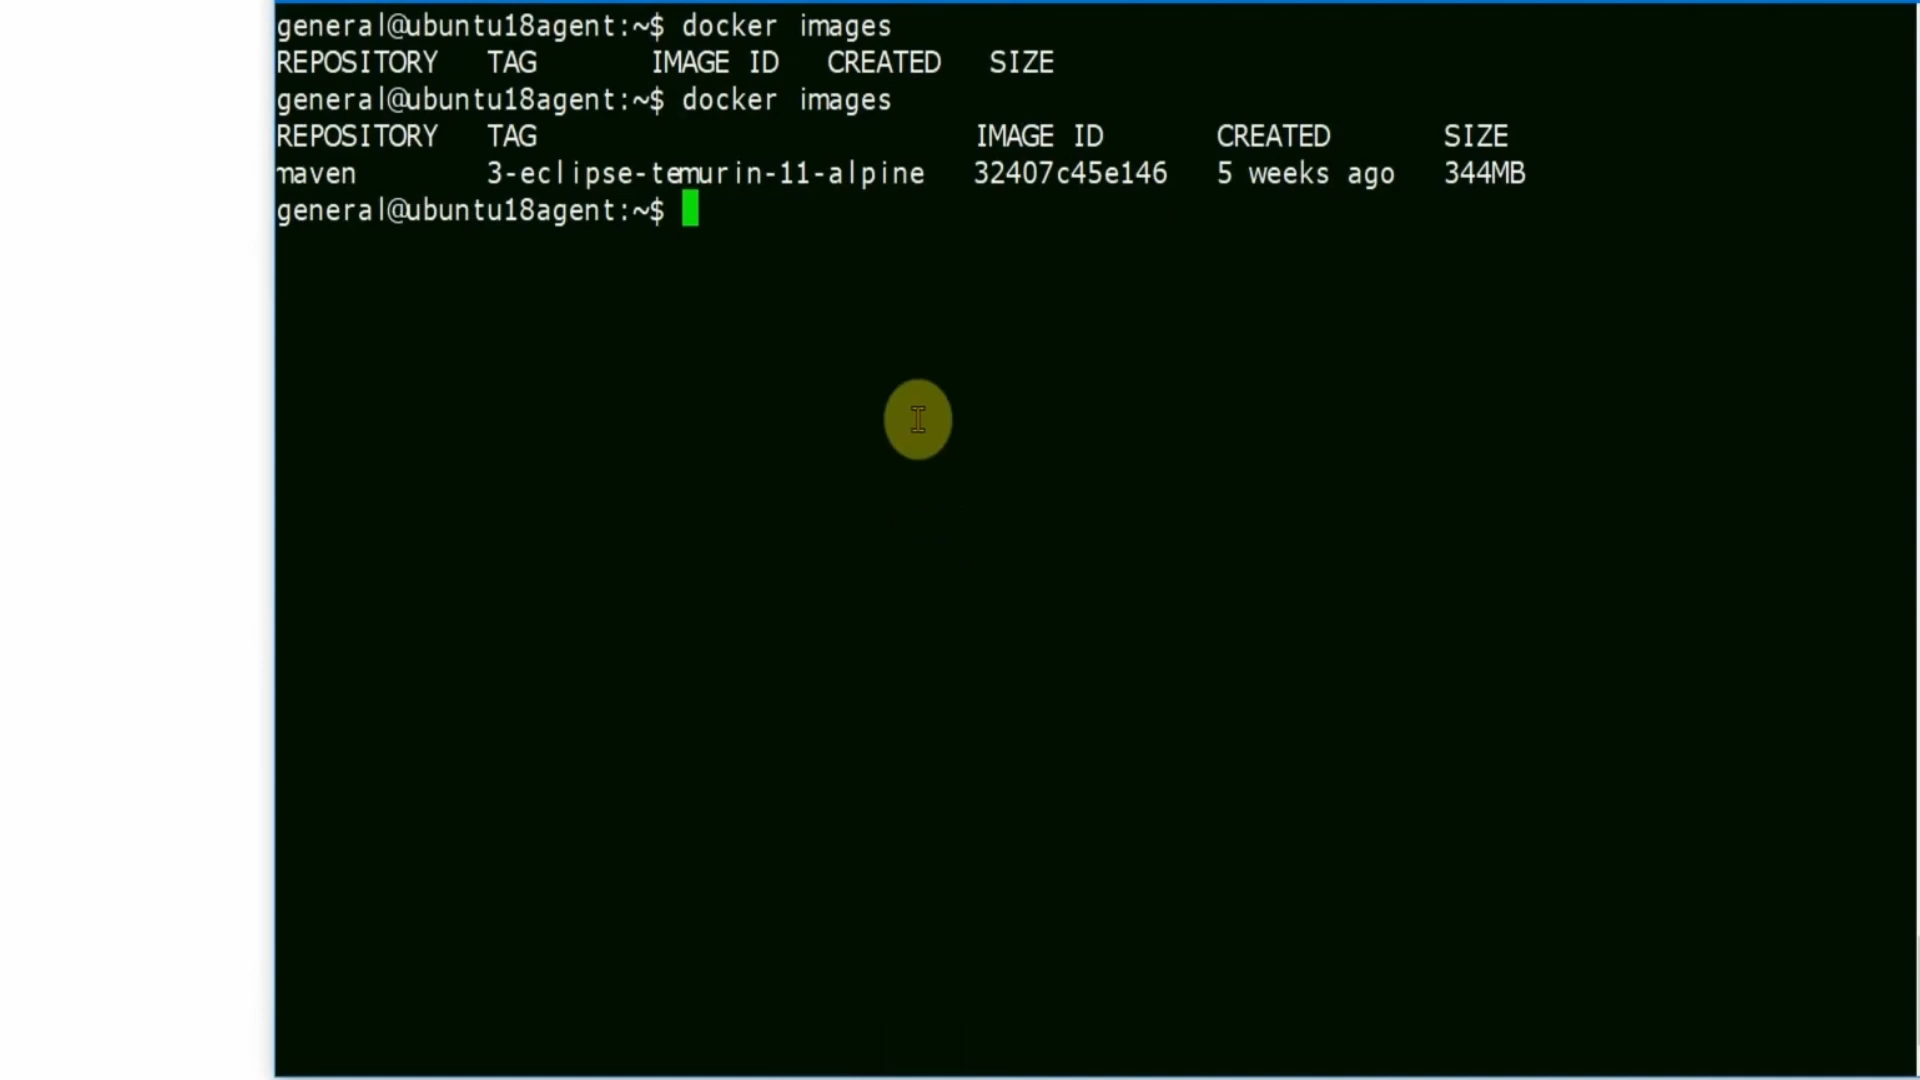 general@ubuntu18agent:~$ docker images
REPOSITORY TAG IMAGE ID CREATED SIZE
general@ubuntu18agent:~$ docker images
REPOSITORY TAG IMAGE ID CREATED SIZE
maven 3-eclipse-temurin-11-alpine 32407c45e146 5 weeks ago 344MB
general@ubuntu18agent:~$